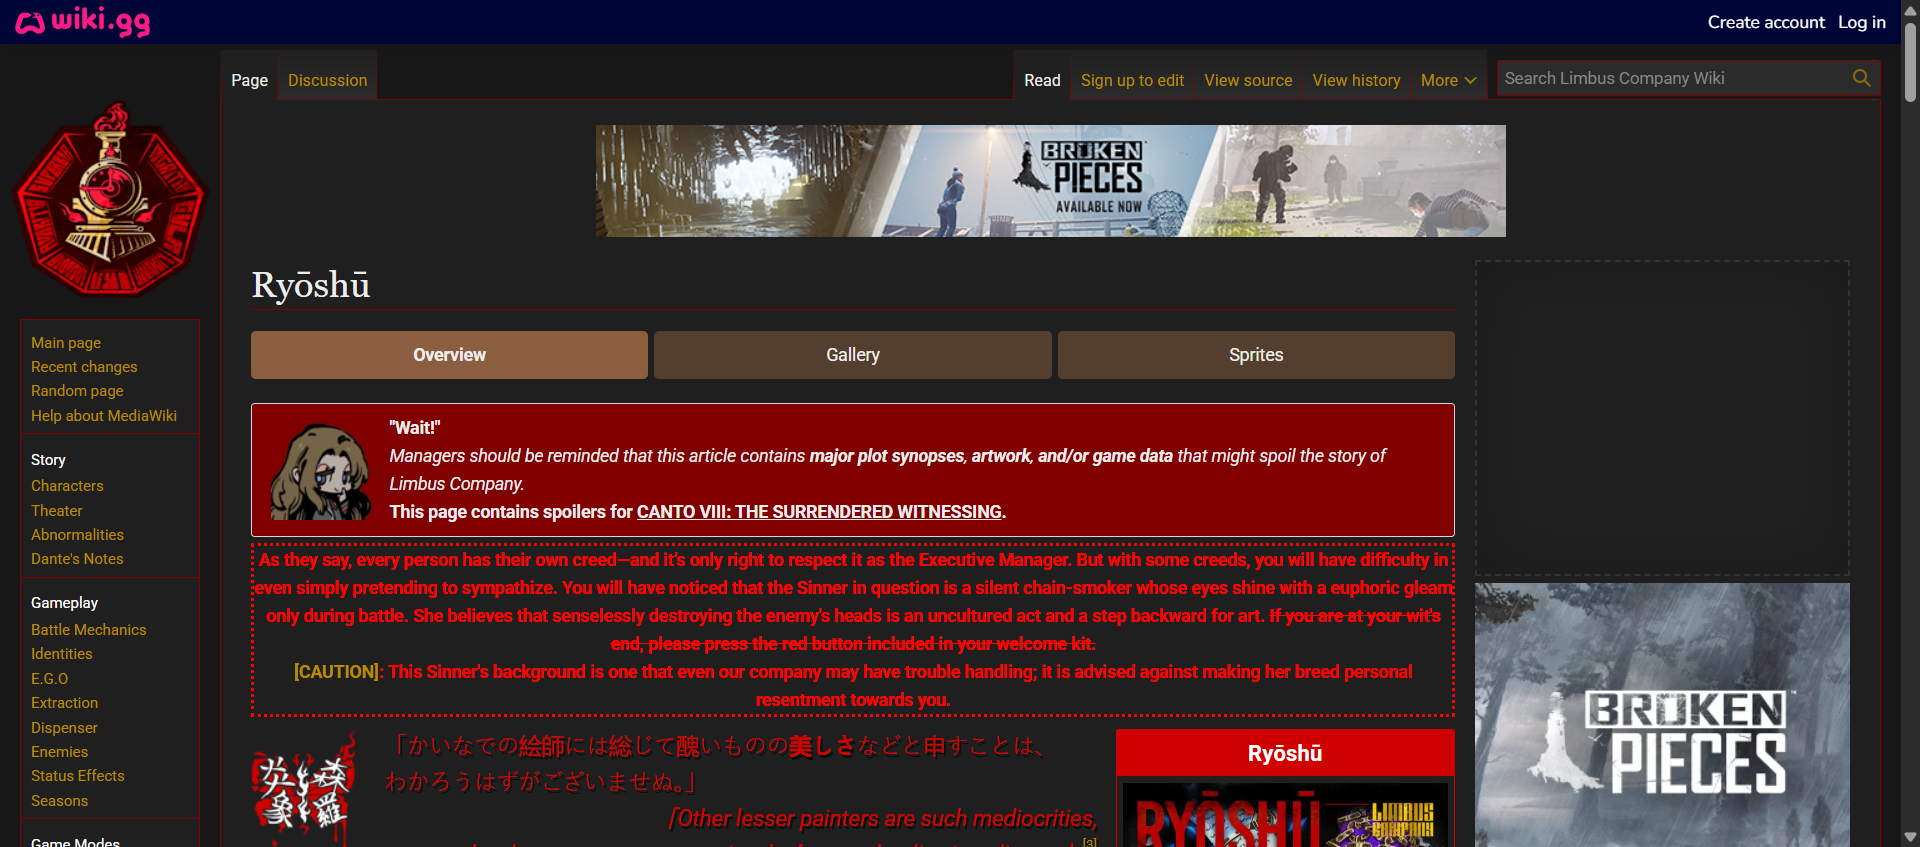 wiki.gg
Create account Log in
Page Discussion
Read Sign up to edit View source View history More
Search Limbus Company Wiki
BROKEN PIECES
AVAILABLE NOW
Ryōshū
Overview
Gallery
Sprites
Main page
Recent changes
Random page
Help about MediaWiki
Story
Characters
Theater
Abnormalities
Dante's Notes
Gameplay
Battle Mechanics
Identities
E.G.O
Extraction
Dispenser
Enemies
Status Effects
Seasons
Game Modes
"Wait!"
Managers should be reminded that this article contains major plot synopses, artwork, and/or game data that might spoil the story of
Limbus Company.
This page contains spoilers for CANTO VIII: THE SURRENDERED WITNESSING.
As they say, every person has their own creed—and it's only right to respect it as the Executive Manager. But with some creeds, you will have difficulty in
even simply pretending to sympathize. You will have noticed that the Sinner in question is a silent chain-smoker whose eyes shine with a euphoric gleam
only during battle. She believes that senselessly destroying the enemy's heads is an uncultured act and a step backward for art. If you are at your wit's
end, please press the red button included in your welcome kit.
[CAUTION]: This Sinner's background is one that even our company may have trouble handling; it is advised against making her breed personal
resentment towards you.
「かいなでの絵師には総じて醜いものの美しさなどと申すことは、
わかろうはずがございませぬ。」
「Other lesser painters are such mediocrities,
[3]
Ryōshū
RYŌSHŪ
LIMBUS COMPANY
BROKEN
PIECES